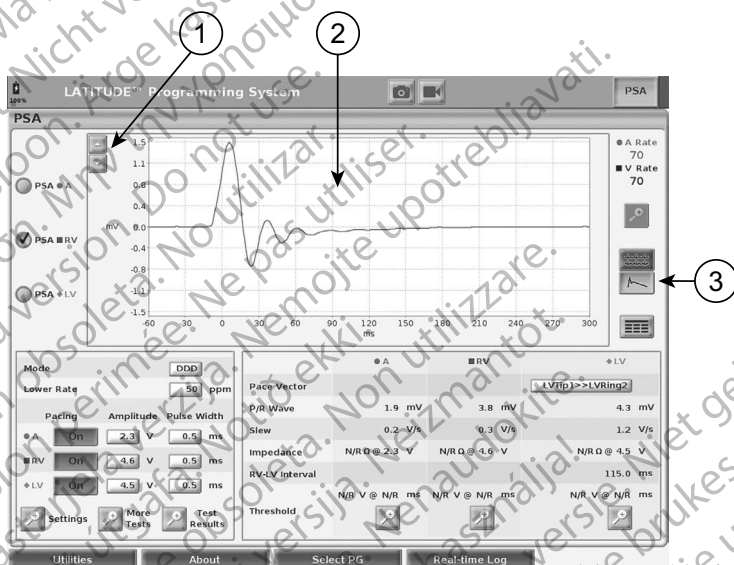 1
2
100%
LATITUDE™ Programming System
PSA
PSA
1.5
1.1
0.8
0.4
mV
0.0
-0.4
-0.8
-1.1
-1.5
-60
-30
0
30
60
90
120
150
180
210
240
270
300
ms
PSA A
PSA RV
PSA LV
A Rate
70
V Rate
70
3
Mode
DDD
Lower Rate
50 ppm
Pacing
Amplitude
Pulse Width
A
On
2.3 V
0.5 ms
RV
On
4.6 V
0.5 ms
LV
On
4.5 V
0.5 ms
Settings
More Tests
Test Results
A
RV
LV
Pace Vector
LVTip1>>LVRing2
P/R Wave
1.9 mV
3.8 mV
4.3 mV
Slew
0.2 V/s
0.3 V/s
1.2 V/s
Impedance
N/R Ω @ 2.3 V
N/R Ω @ 4.6 V
N/R Ω @ 4.5 V
RV-LV Interval
115.0 ms
Threshold
N/R V @ N/R ms
N/R V @ N/R ms
N/R V @ N/R ms
Utilities
About
Select PG
Real-time Log
Do not use.
No utilizar.
Ne pas utiliser.
Nemojte upotrebljavati.
Non utilizzare.
Neizmantot.
Nenaudokite.